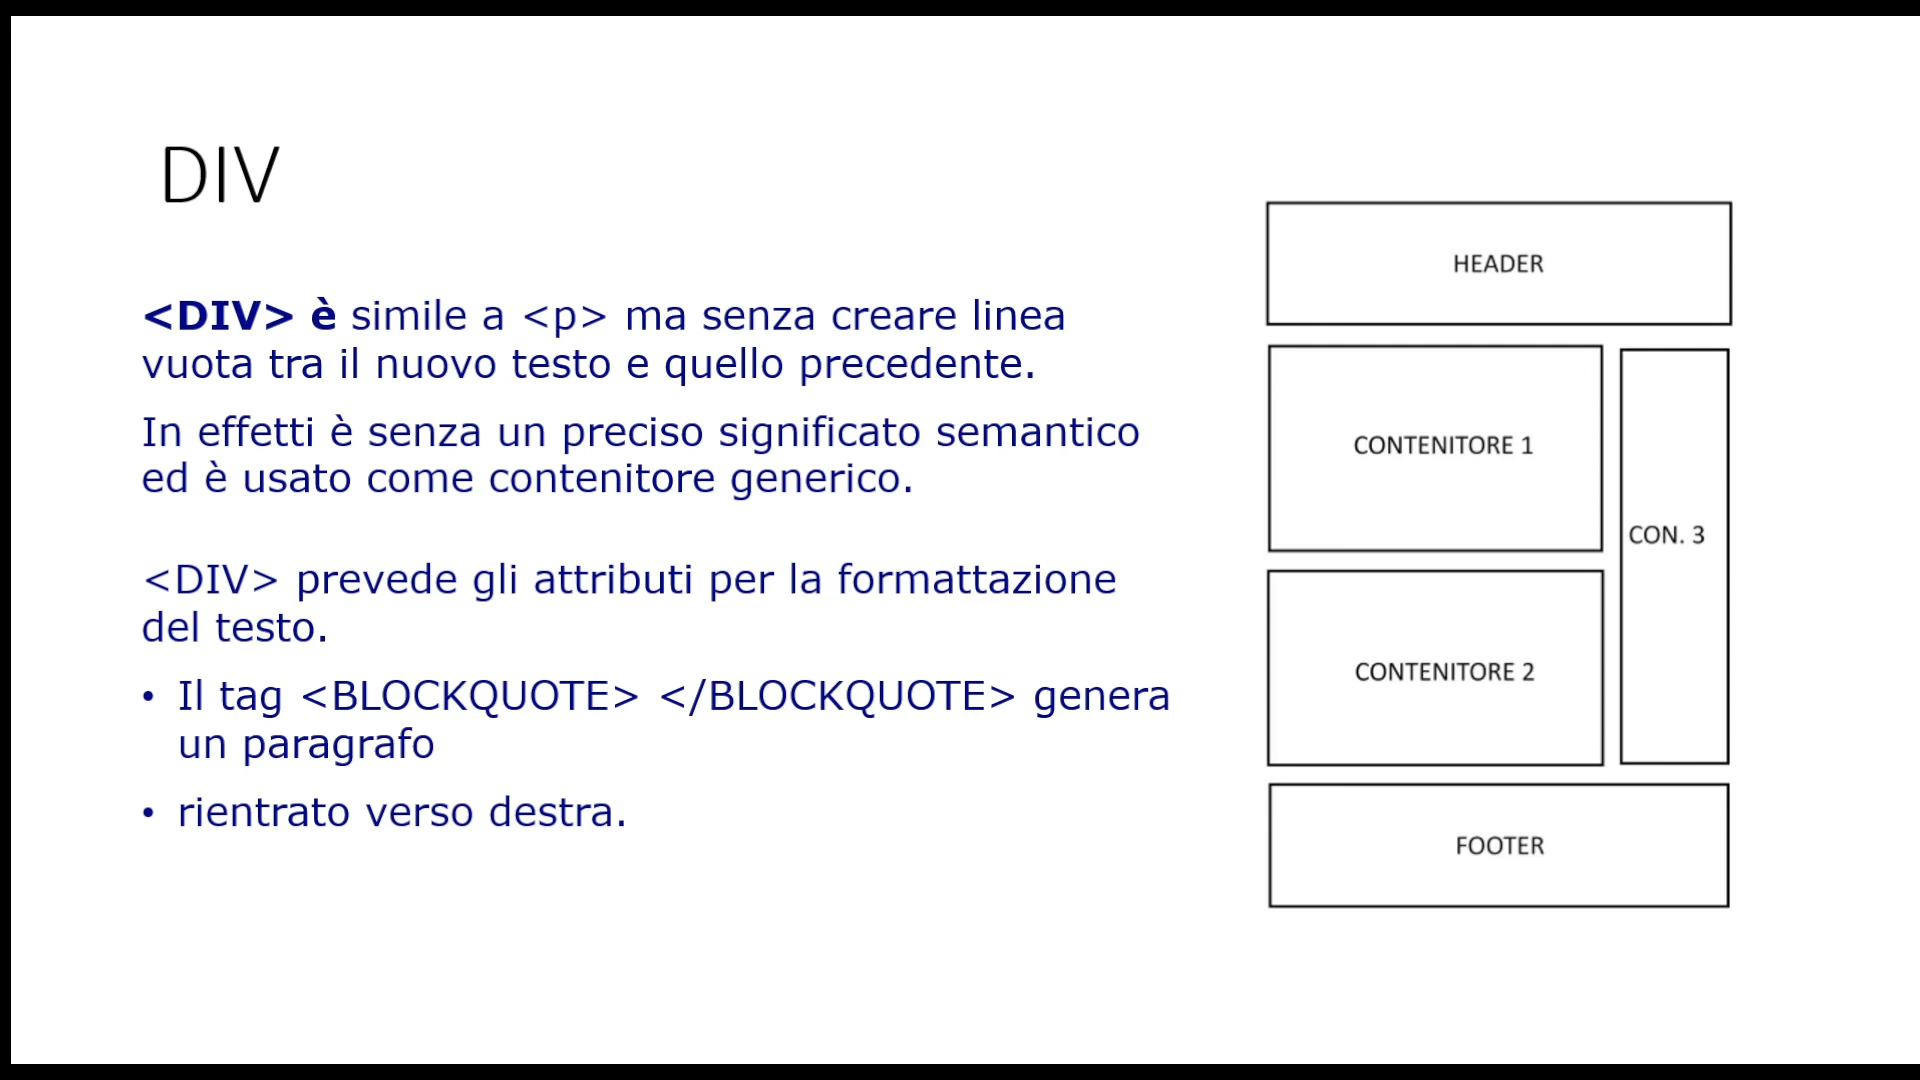 DIV
<DIV> è simile a <p> ma senza creare linea
vuota tra il nuovo testo e quello precedente.
In effetti è senza un preciso significato semantico
ed è usato come contenitore generico.
<DIV> prevede gli attributi per la formattazione
del testo.
• Il tag <BLOCKQUOTE> </BLOCKQUOTE> genera
un paragrafo
• rientrato verso destra.
HEADER
CONTENITORE 1
CON. 3
CONTENITORE 2
FOOTER